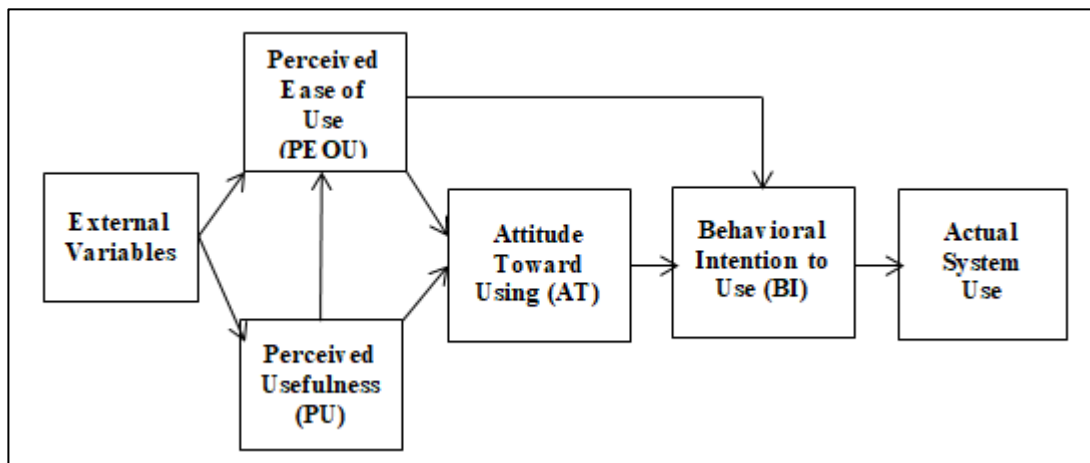 Perceived
Ease of
Use
(PEOU)
External
Variables
Attitude
Toward
Using (AT)
Behavioral
Intention to
Use (BI)
Actual
System
Use
Perceived
Usefulness
(PU)